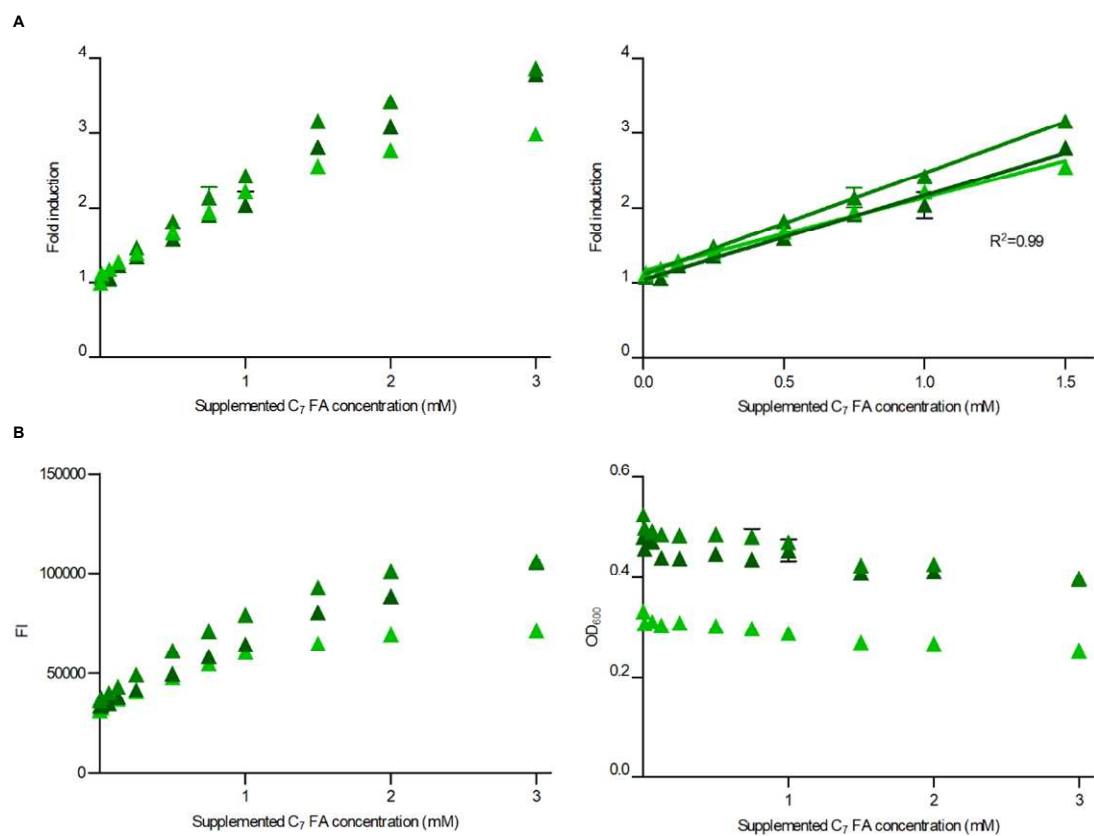 A
4
3
2
1
0
Fold induction
1
2
3
Supplemented C₇ FA concentration (mM)
4
3
2
1
0
Fold induction
R²=0.99
0.0
0.5
1.0
1.5
Supplemented C₇ FA concentration (mM)
B
150000
100000
50000
0
FI
1
2
3
Supplemented C₇ FA concentration (mM)
0.6
0.4
0.2
0.0
OD₆₀₀
1
2
3
Supplemented C₇ FA concentration (mM)